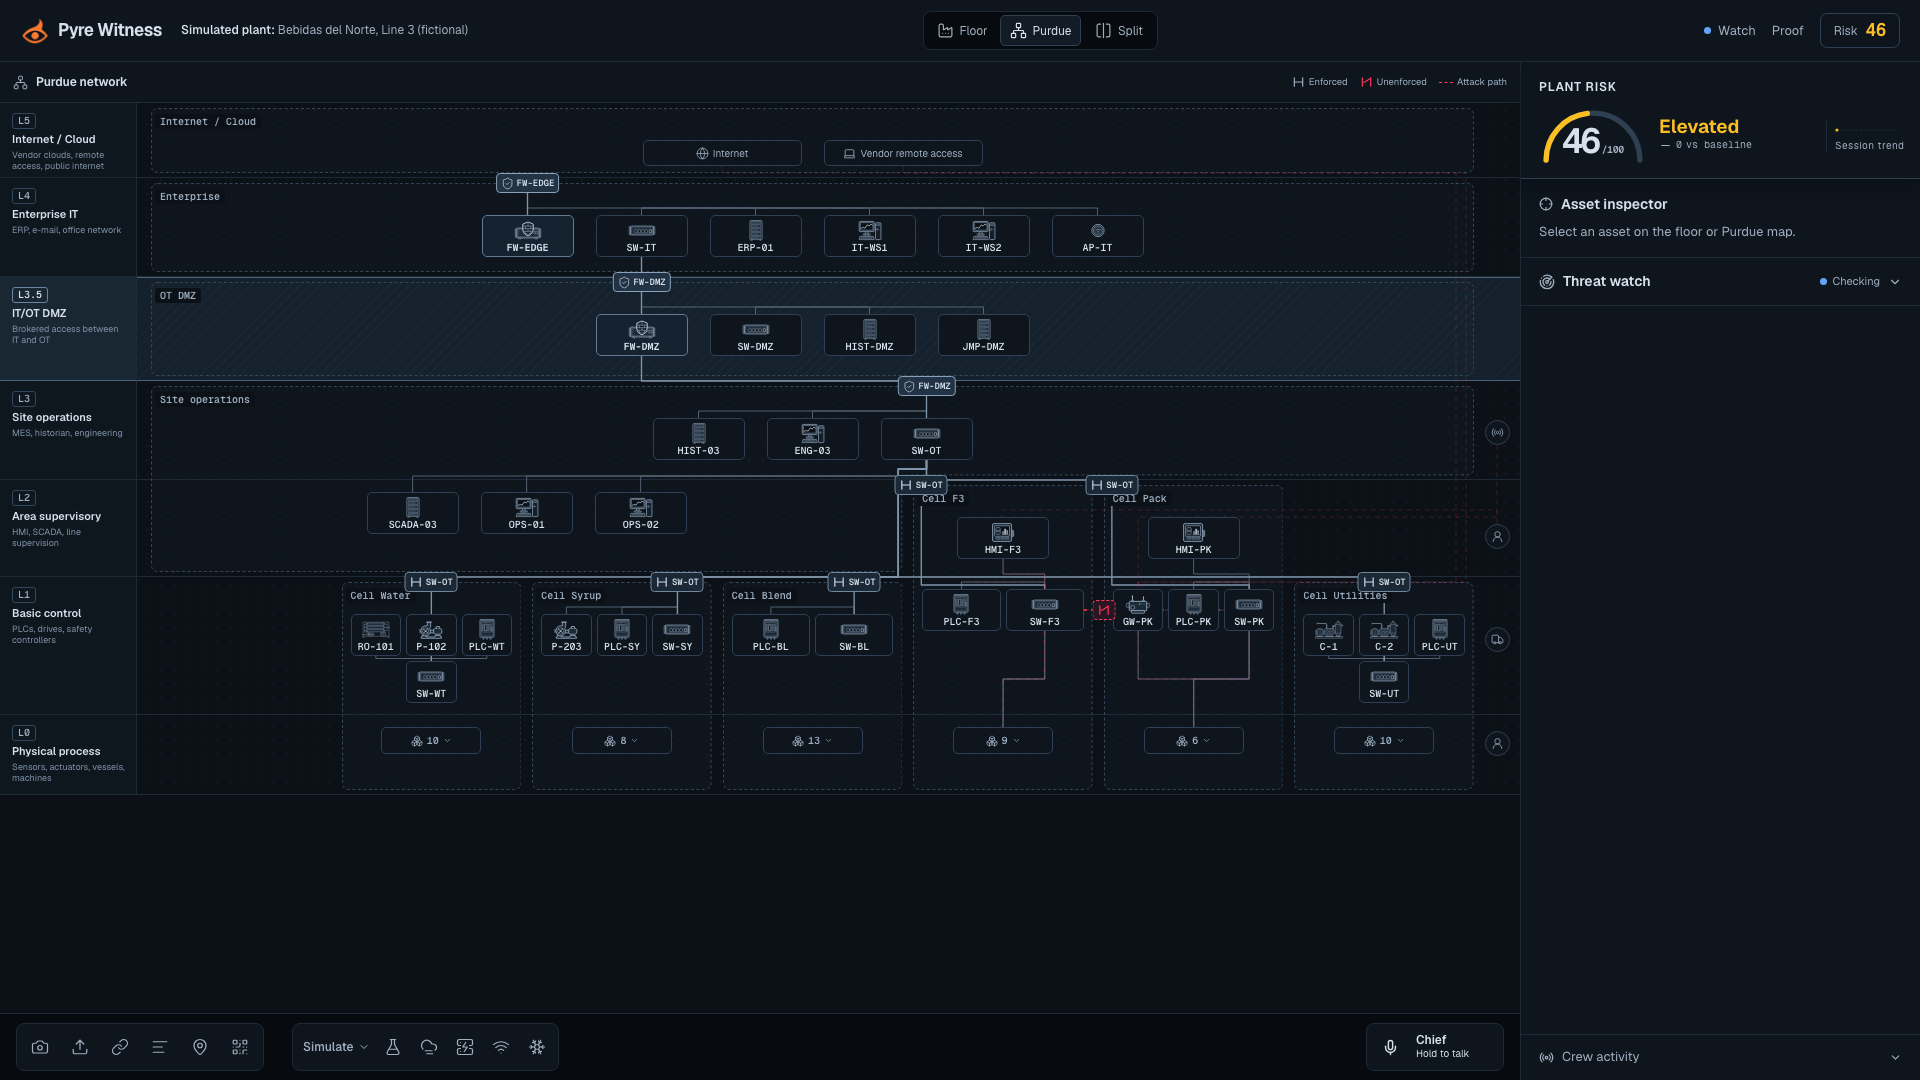 Pyre Witness
Simulated plant: Bebidas del Norte, Line 3 (fictional)
Floor
Purdue
Split
Watch
Proof
Risk 46
Purdue network
Enforced
Unenforced
Attack path
L5
Internet / Cloud
Vendor clouds, remote
access, public internet
Internet / Cloud
Internet
Vendor remote access
L4
Enterprise IT
ERP, e-mail, office network
FW-EDGE
Enterprise
FW-EDGE
SW-IT
ERP-01
IT-WS1
IT-WS2
AP-IT
L3.5
IT/OT DMZ
Brokered access between
IT and OT
FW-DMZ
OT DMZ
FW-DMZ
SW-DMZ
HIST-DMZ
JMP-DMZ
L3
Site operations
MES, historian, engineering
FW-DMZ
Site operations
HIST-03
ENG-03
SW-OT
L2
Area supervisory
HMI, SCADA, line
supervision
SW-OT
SW-OT
Cell F3
Cell Pack
SCADA-03
OPS-01
OPS-02
HMI-F3
HMI-PK
L1
Basic control
PLCs, drives, safety
controllers
SW-OT
SW-OT
SW-OT
SW-OT
Cell Water
Cell Syrup
Cell Blend
Cell Utilities
PLC-F3
SW-F3
GW-PK
PLC-PK
SW-PK
RO-101
P-102
PLC-WT
P-203
PLC-SY
SW-SY
PLC-BL
SW-BL
C-1
C-2
PLC-UT
SW-WT
SW-UT
L0
Physical process
Sensors, actuators, vessels,
machines
10
8
13
9
6
10
PLANT RISK
46 /100
Elevated
— 0 vs baseline
Session trend
Asset inspector
Select an asset on the floor or Purdue map.
Threat watch
Checking
Simulate
Chief
Hold to talk
Crew activity